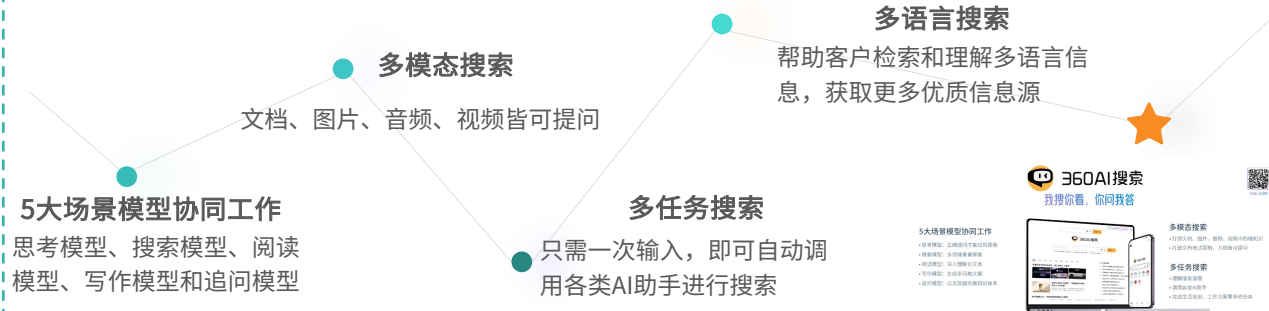 多语言搜索
帮助客户检索和理解多语言信
息，获取更多优质信息源
多模态搜索
文档、图片、音频、视频皆可提问
5大场景模型协同工作
思考模型、搜索模型、阅读
模型、写作模型和追问模型
多任务搜索
只需一次输入，即可自动调
用各类AI助手进行搜索
360AI搜索
我搜你看，你问我答
5大场景模型协同工作
多模态搜索
多任务搜索